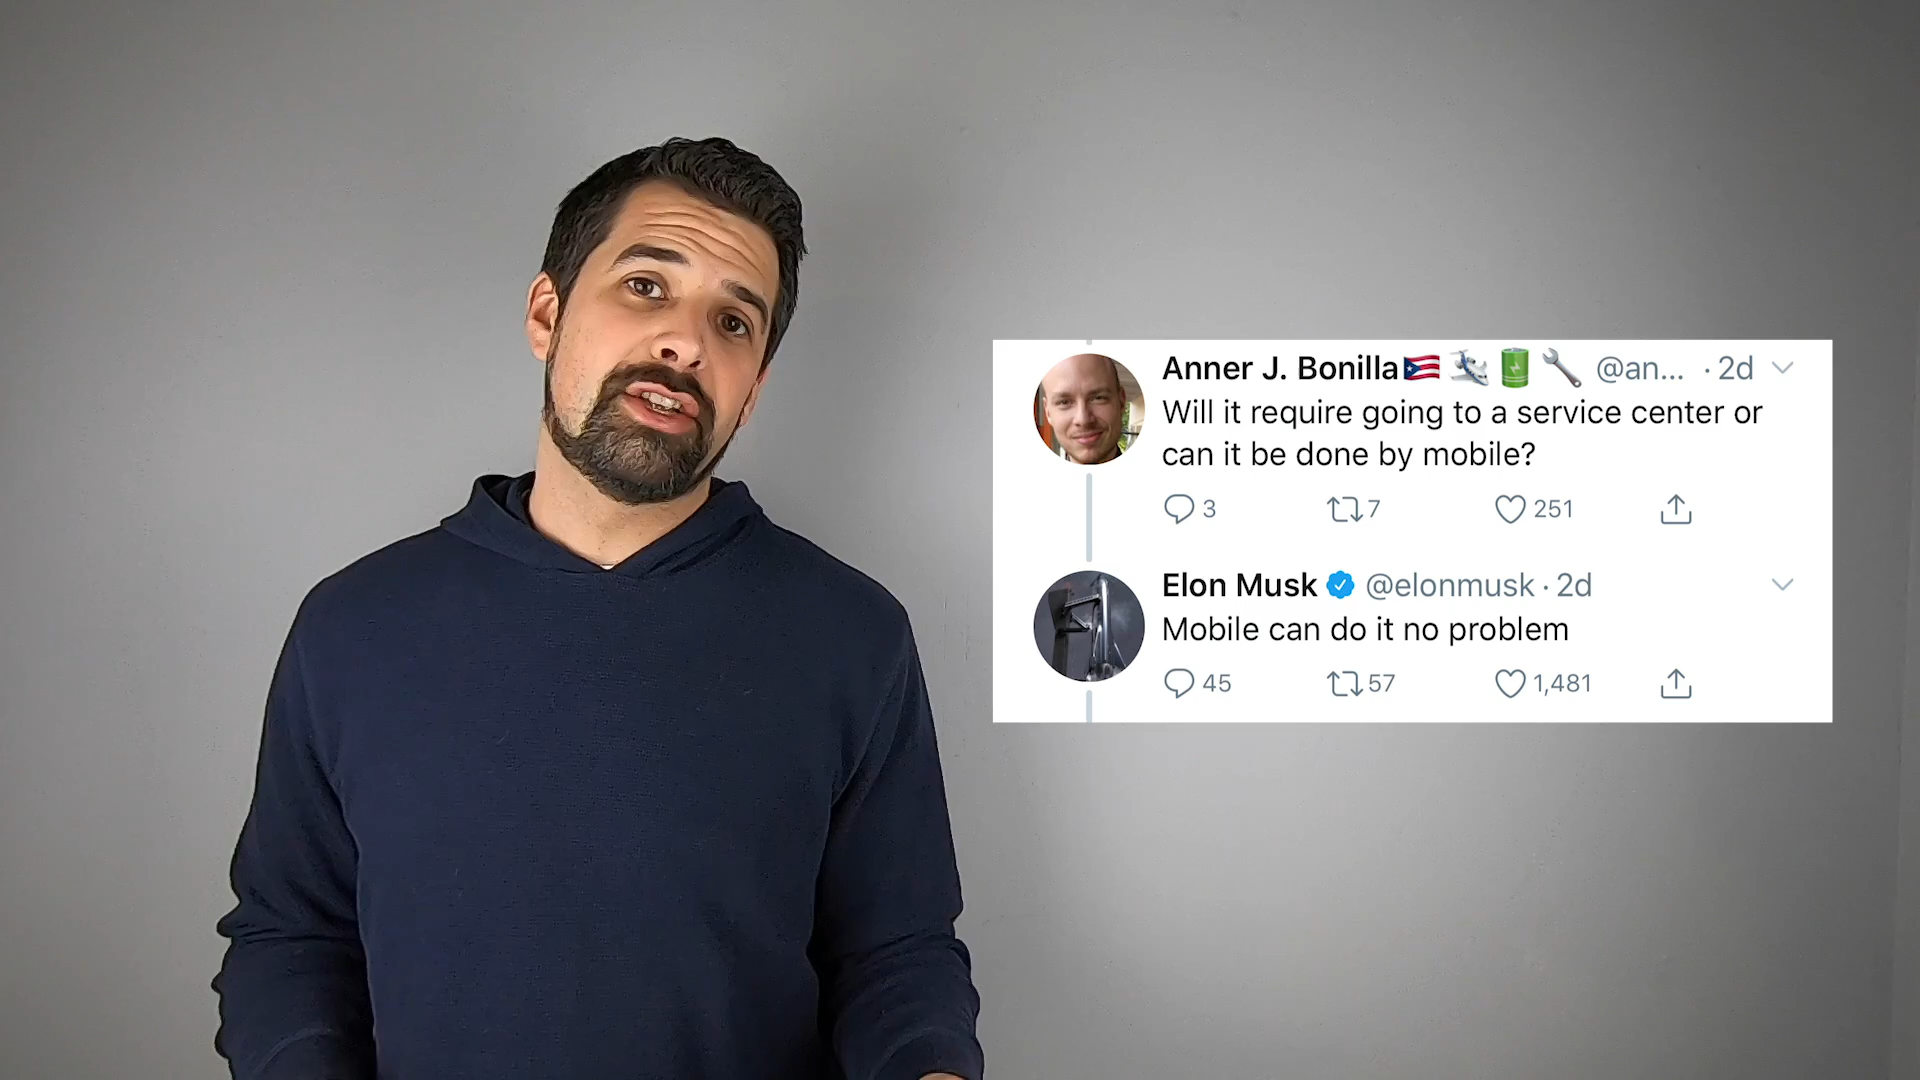 Anner J. Bonilla🇵🇷 🛩️ 🔋 🔧 @an... · 2d
Will it require going to a service center or
can it be done by mobile?
3 7 251
Elon Musk @elonmusk · 2d
Mobile can do it no problem
45 57 1,481